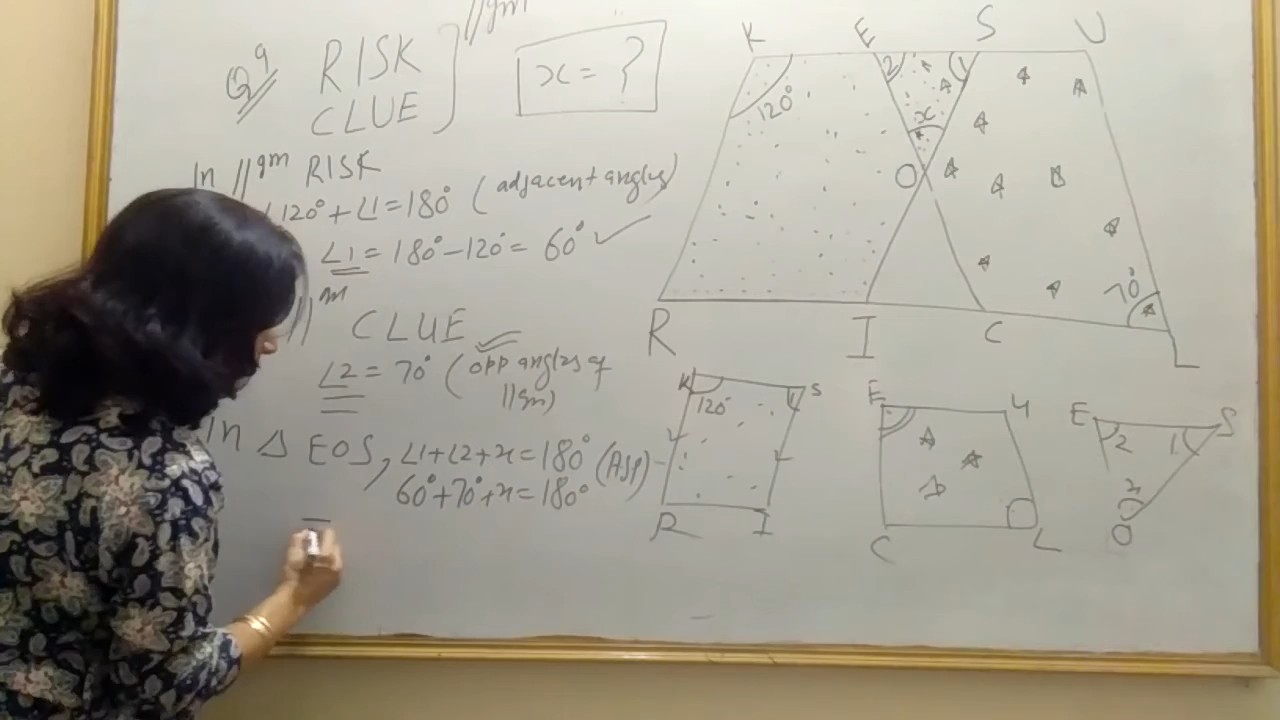 Q9 RISK
CLUE ] //gm
x = ?
In //gm RISK
∠120° + ∠1 = 180° (adjacent angles)
∠1 = 180° - 120° = 60° ✓
//m CLUE
∠2 = 70° (opp angles of
//gm)
In Δ EOS, ∠1 + ∠2 + x = 180° (ASP)
60° + 70° + x = 180°
K E S U
120° 2 1
x
O
70°
R I C L
K S
120° 1
R I
E U
C L
E S
2 1
x
O